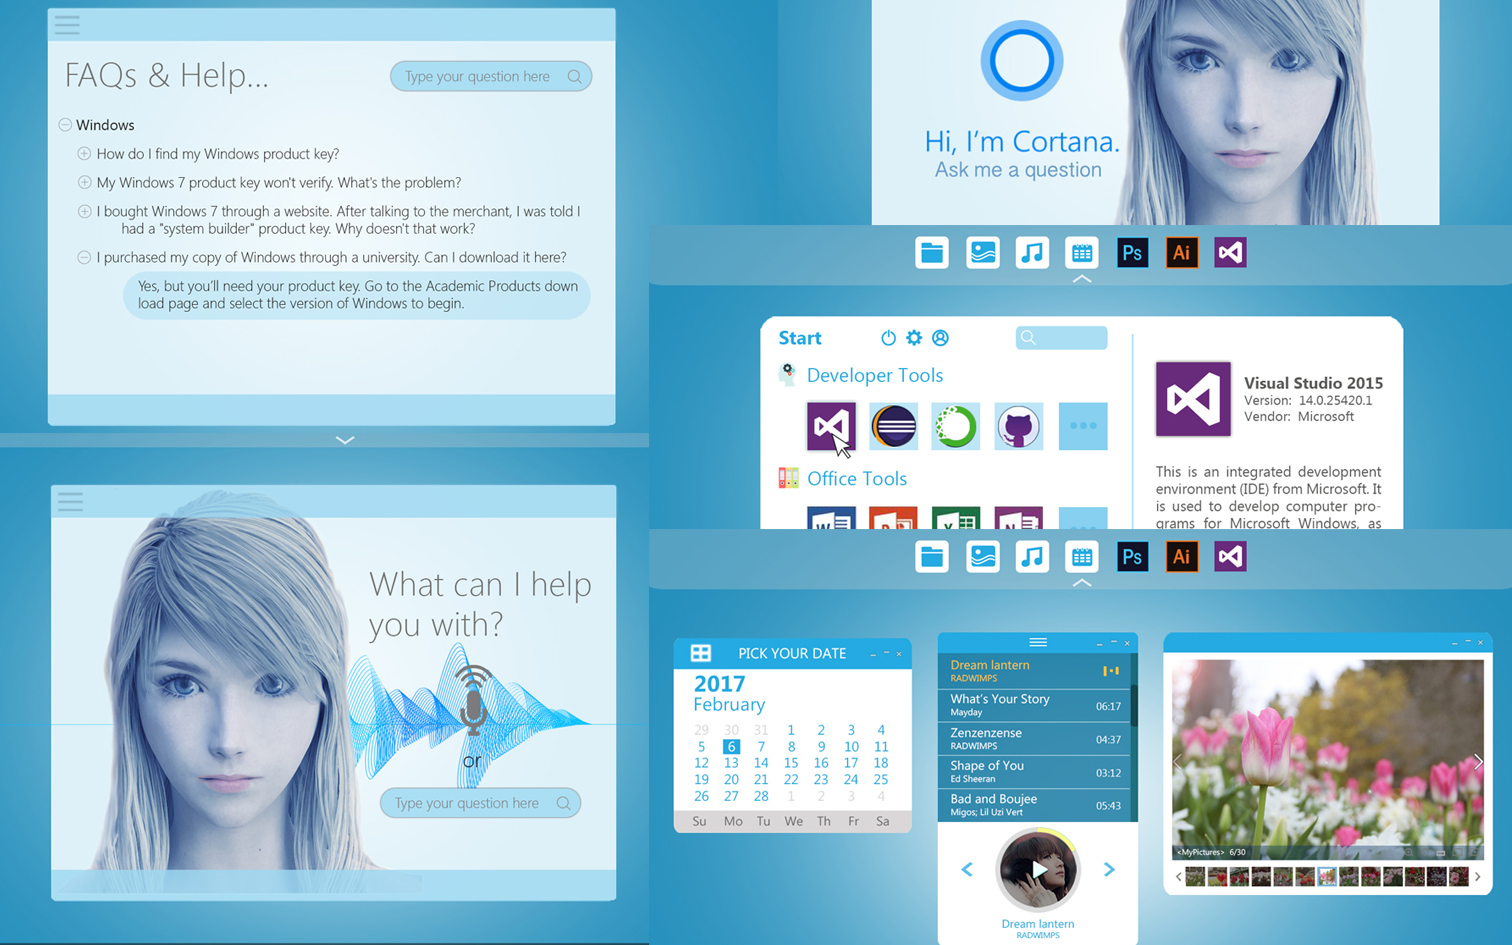 FAQs & Help...
Type your question here
Windows
How do I find my Windows product key?
My Windows 7 product key won't verify. What's the problem?
I bought Windows 7 through a website. After talking to the merchant, I was told I
had a "system builder" product key. Why doesn't that work?
I purchased my copy of Windows through a university. Can I download it here?
Yes, but you'll need your product key. Go to the Academic Products down
load page and select the version of Windows to begin.
What can I help
you with?
or
Type your question here
Hi, I'm Cortana.
Ask me a question
Ps Ai
Start
Developer Tools
Office Tools
Visual Studio 2015
Version: 14.0.25420.1
Vendor: Microsoft
This is an integrated development
environment (IDE) from Microsoft. It
is used to develop computer pro-
grams for Microsoft Windows, as
Ps Ai
PICK YOUR DATE
2017
February
29 30 31 1 2 3 4
5 6 7 8 9 10 11
12 13 14 15 16 17 18
19 20 21 22 23 24 25
26 27 28 1 2 3 4
Su Mo Tu We Th Fr Sa
Dream lantern
RADWIMPS
What's Your Story
Mayday
06:17
Zenzenzense
RADWIMPS
04:37
Shape of You
Ed Sheeran
03:12
Bad and Boujee
Migos; Lil Uzi Vert
05:43
Dream lantern
RADWIMPS
<MyPictures> 6/30